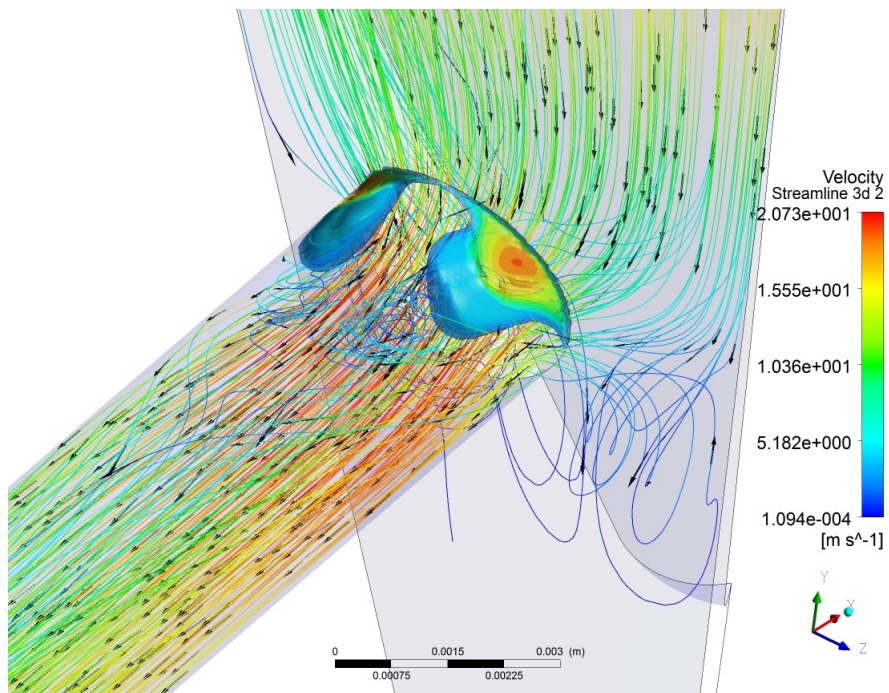 Velocity
Streamline 3d 2
2.073e+001
1.555e+001
1.036e+001
5.182e+000
1.094e-004
[m s^-1]
Y
X
Z
0 0.0015 0.003 (m)
0.00075 0.00225